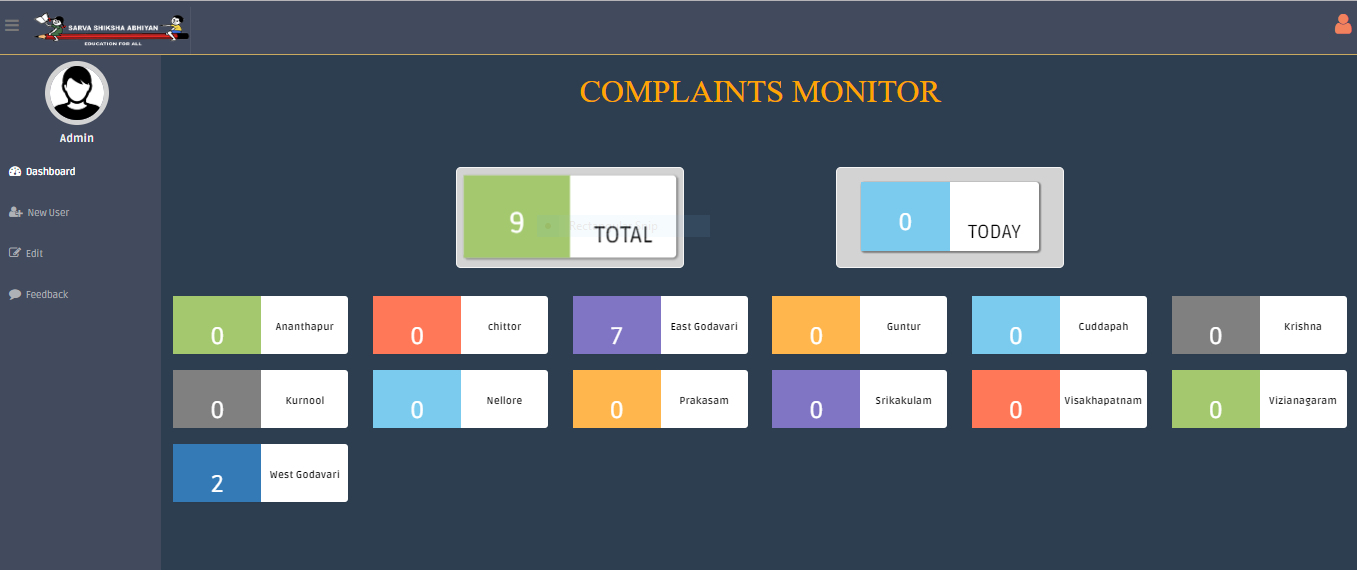 SARVA SHIKSHA ABHIYAN
EDUCATION FOR ALL
Admin
Dashboard
New User
Edit
Feedback
COMPLAINTS MONITOR
9 TOTAL
0 TODAY
0 Ananthapur
0 chittor
7 East Godavari
0 Guntur
0 Cuddapah
0 Krishna
0 Kurnool
0 Nellore
0 Prakasam
0 Srikakulam
0 Visakhapatnam
0 Vizianagaram
2 West Godavari